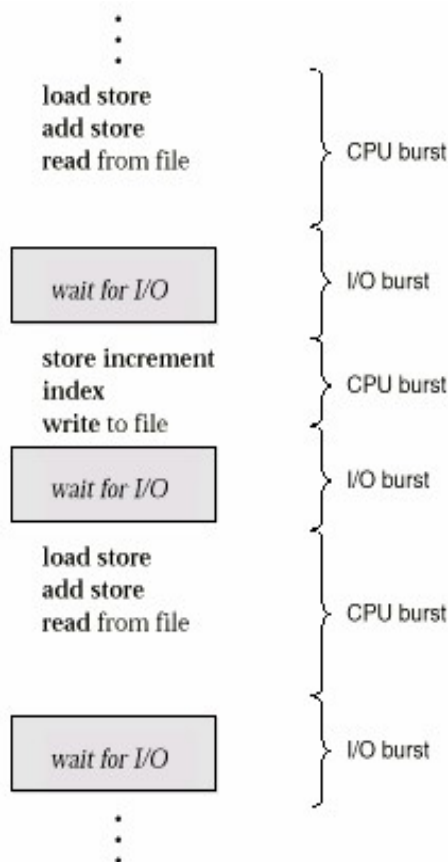 load store
add store
read from file
CPU burst
wait for I/O
I/O burst
store increment
index
write to file
CPU burst
wait for I/O
I/O burst
load store
add store
read from file
CPU burst
wait for I/O
I/O burst